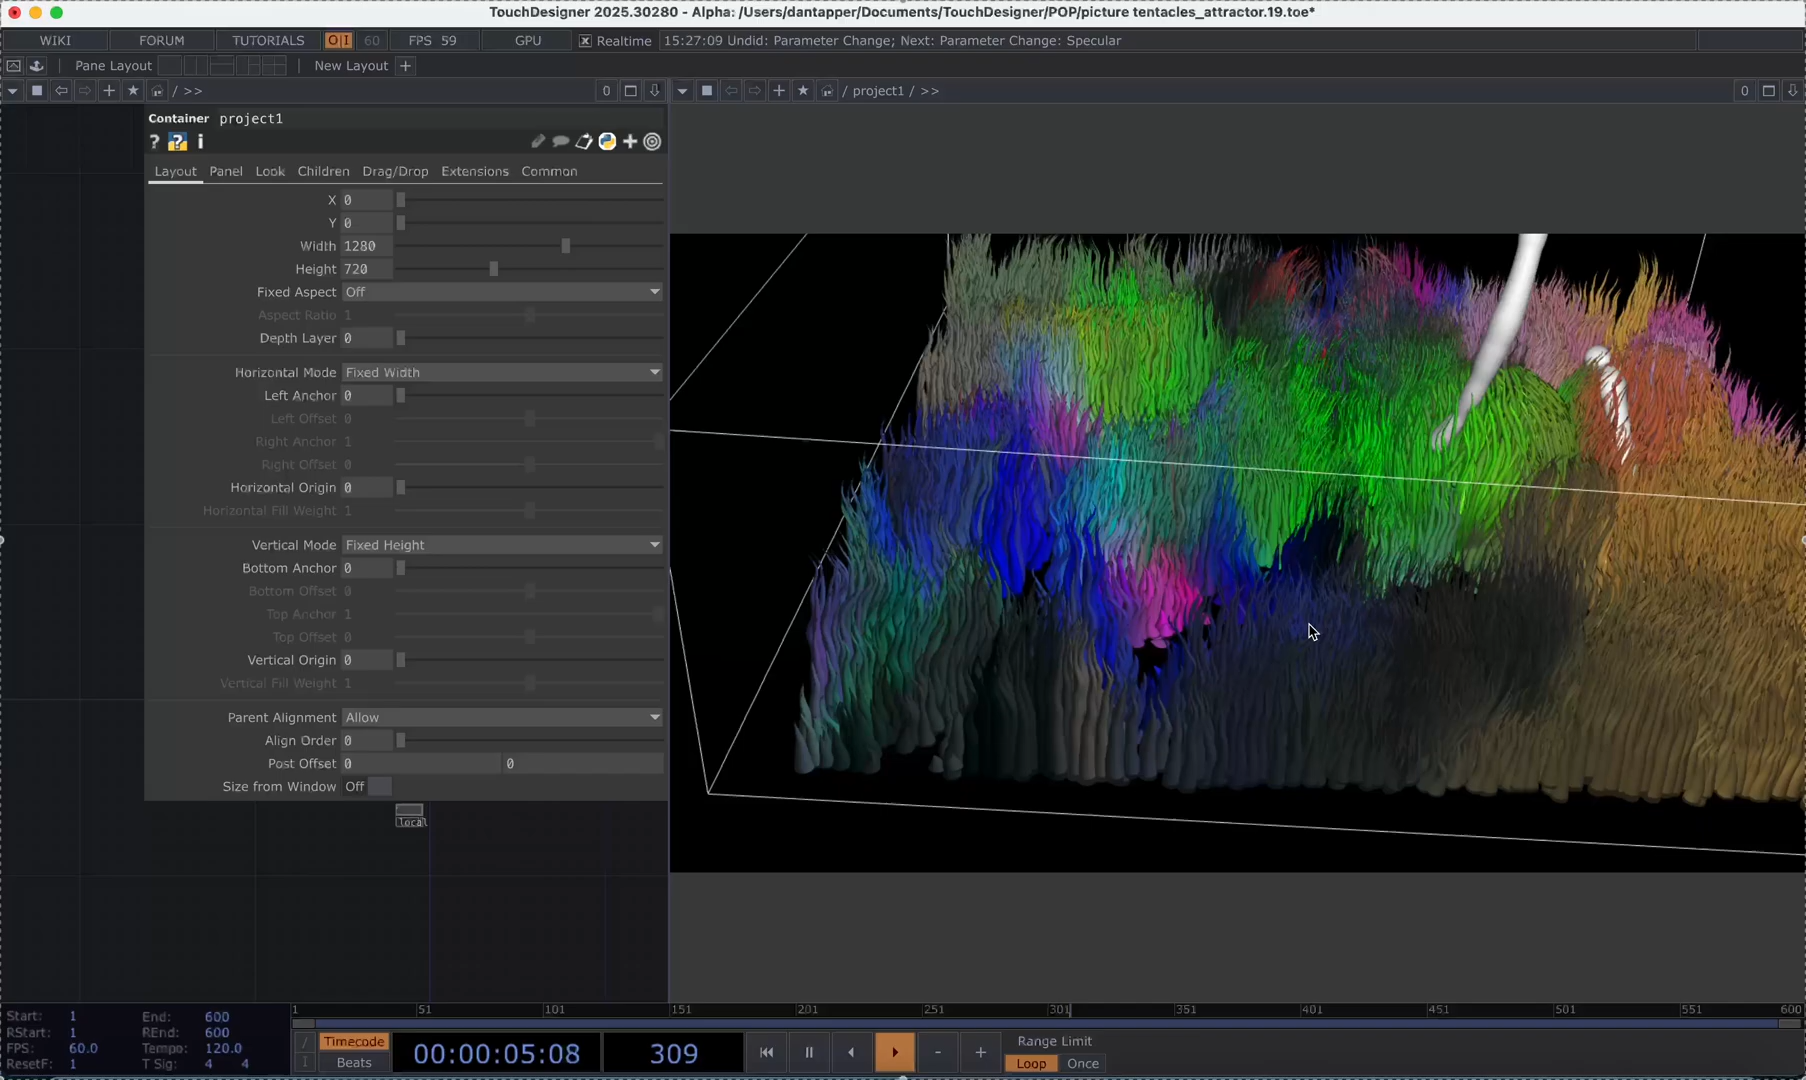 TouchDesigner 2025.30280 - Alpha: /Users/dantapper/Documents/TouchDesigner/POP/picture tentacles_attractor.19.toe*
WIKI FORUM TUTORIALS O|I 60 FPS 59 GPU Realtime 15:27:09 Undid: Parameter Change; Next: Parameter Change: Specular
Pane Layout New Layout +
/ >> 0 / project1 / >> 0
Container project1
? ? i
Layout Panel Look Children Drag/Drop Extensions Common
X 0
Y 0
Width 1280
Height 720
Fixed Aspect Off
Aspect Ratio 1
Depth Layer 0
Horizontal Mode Fixed Width
Left Anchor 0
Left Offset 0
Right Anchor 1
Right Offset 0
Horizontal Origin 0
Horizontal Fill Weight 1
Vertical Mode Fixed Height
Bottom Anchor 0
Bottom Offset 0
Top Anchor 1
Top Offset 0
Vertical Origin 0
Vertical Fill Weight 1
Parent Alignment Allow
Align Order 0
Post Offset 0 0
Size from Window Off
local
1 51 101 151 201 251 301 351 401 451 501 551 600
Start: 1 End: 600
RStart: 1 REnd: 600
FPS: 60.0 Tempo: 120.0
ResetF: 1 T Sig: 4 4
Timecode
Beats
00:00:05:08 309
- +
Range Limit
Loop Once